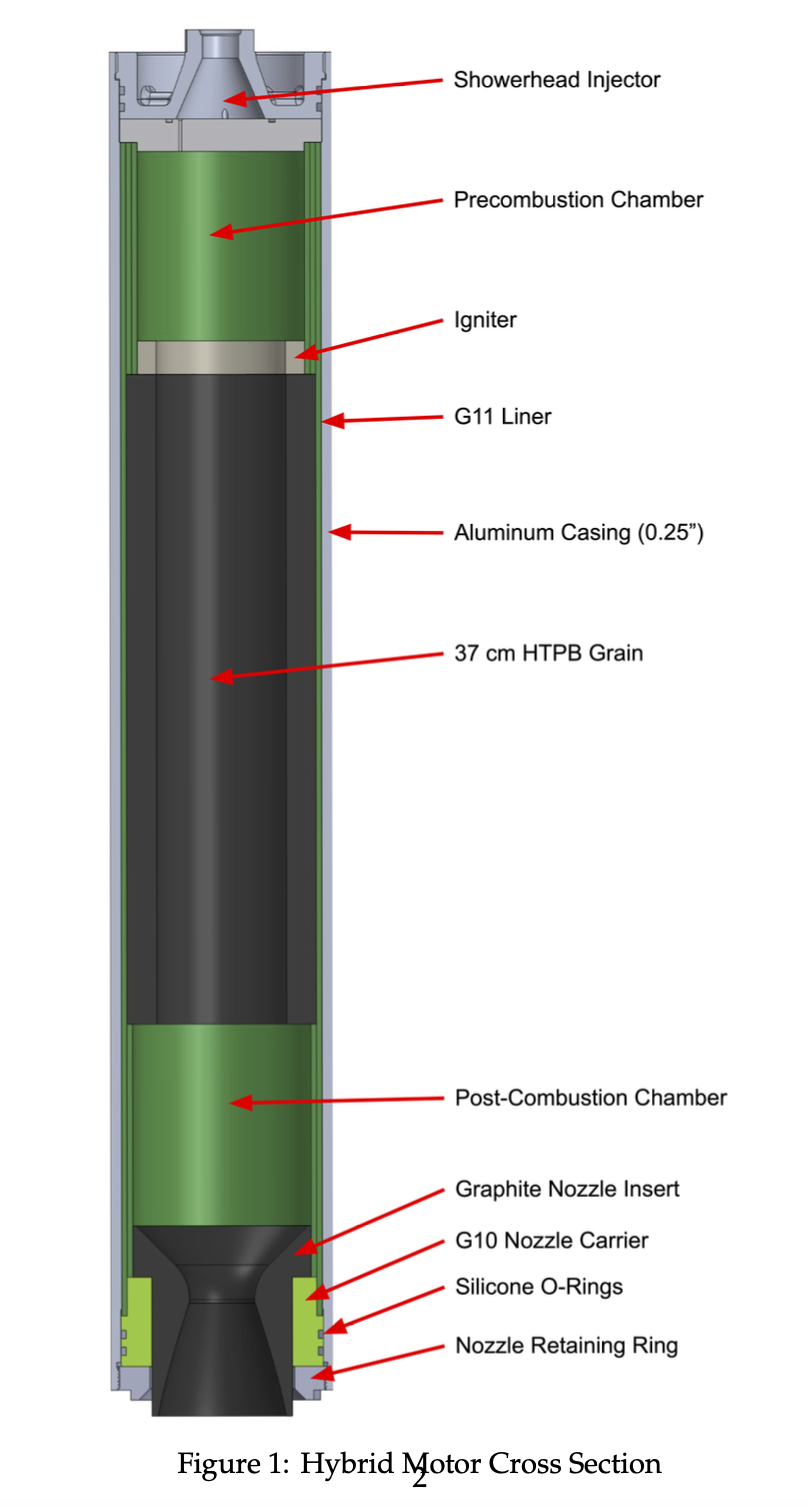 Showerhead Injector
Precombustion Chamber
Igniter
G11 Liner
Aluminum Casing (0.25”)
37 cm HTPB Grain
Post-Combustion Chamber
Graphite Nozzle Insert
G10 Nozzle Carrier
Silicone O-Rings
Nozzle Retaining Ring
Figure 1: Hybrid Motor Cross Section
2